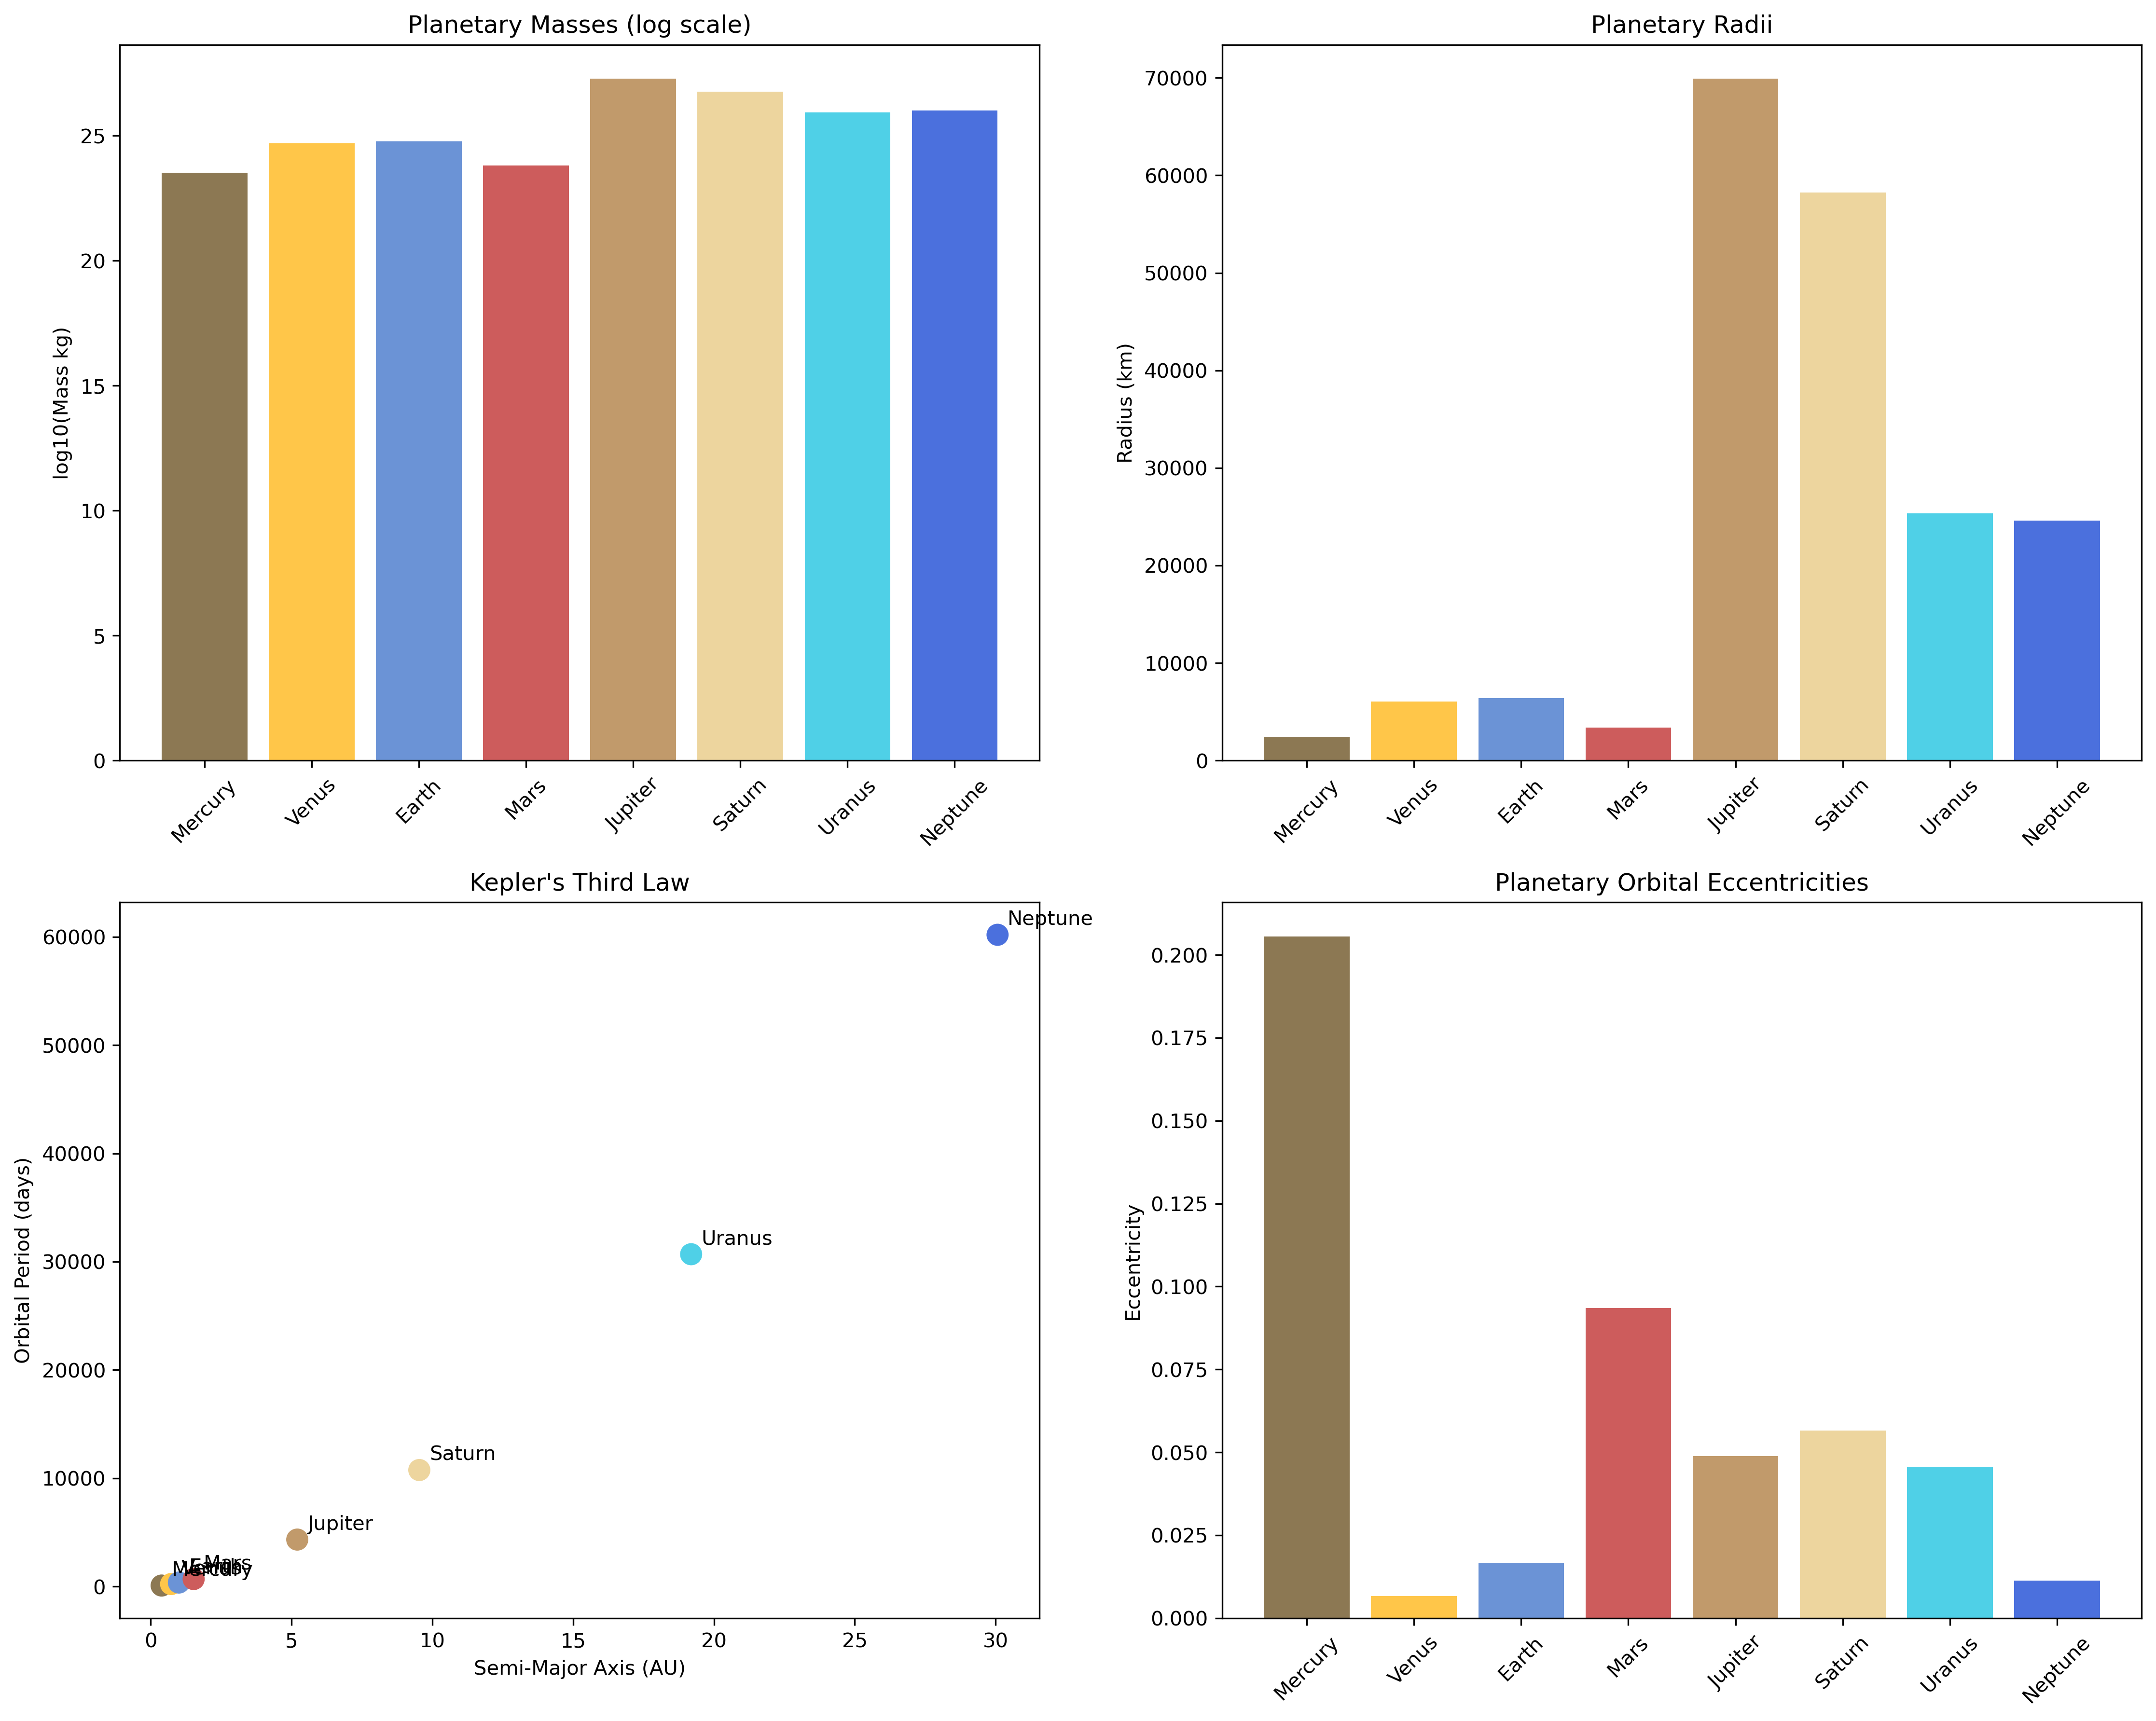 Planetary Masses (log scale)
log10(Mass kg)
25
20
15
10
5
0
Mercury
Venus
Earth
Mars
Jupiter
Saturn
Uranus
Neptune
Planetary Radii
Radius (km)
70000
60000
50000
40000
30000
20000
10000
0
Mercury
Venus
Earth
Mars
Jupiter
Saturn
Uranus
Neptune
Kepler's Third Law
Orbital Period (days)
60000
50000
40000
30000
20000
10000
0
Neptune
Uranus
Saturn
Jupiter
Mars
Mercury
0
5
10
15
20
25
30
Semi-Major Axis (AU)
Planetary Orbital Eccentricities
Eccentricity
0.200
0.175
0.150
0.125
0.100
0.075
0.050
0.025
0.000
Mercury
Venus
Earth
Mars
Jupiter
Saturn
Uranus
Neptune